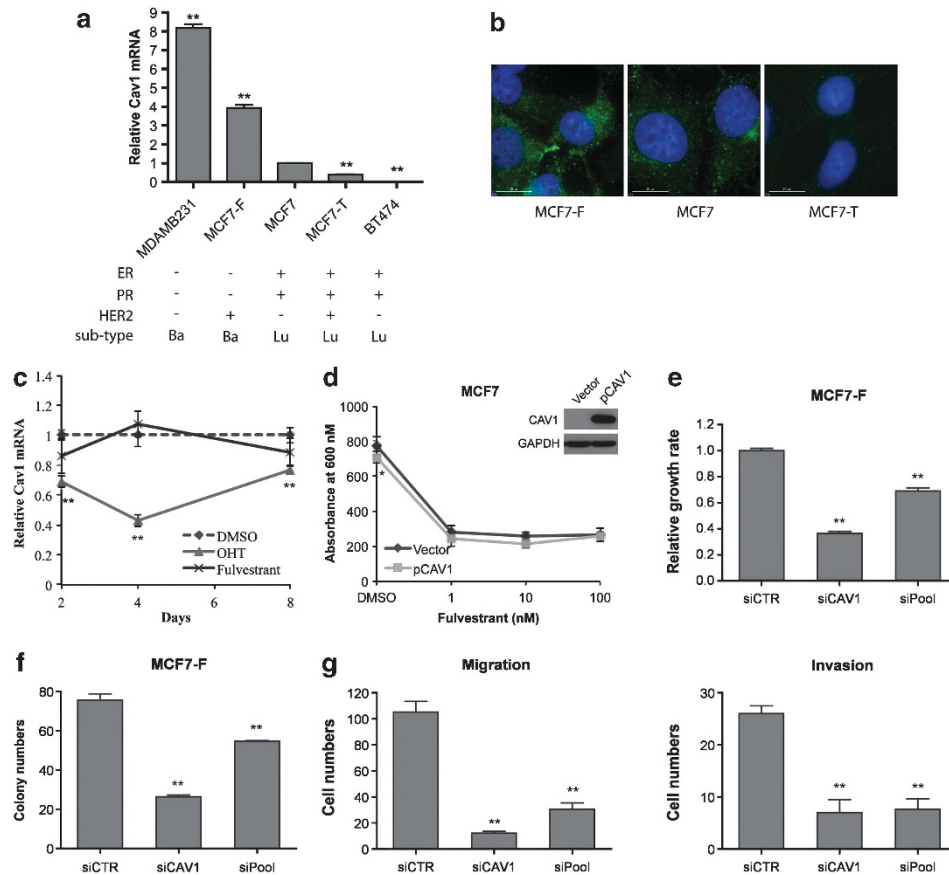 a
Relative Cav1 mRNA
9
8
7
6
5
4
3
2
1
0
**
**
**
**
MDAMB231
MCF7-F
MCF7
MCF7-T
BT474
ER - - + + +
PR - - + + +
HER2 - + - + -
sub-type Ba Ba Lu Lu Lu
b
MCF7-F
MCF7
MCF7-T
c
Relative Cav1 mRNA
1.4
1.2
1
0.8
0.6
0.4
0.2
0
**
**
**
DMSO
OHT
Fulvestrant
2 4 6 8
Days
d
MCF7
Absorbance at 600 nM
1000
800
600
400
200
0
*
Vector
pCAV1
DMSO 1 10 100
Fulvestrant (nM)
Vector
pCAV1
CAV1
GAPDH
e
MCF7-F
Relative growth rate
1.2
1.0
0.8
0.6
0.4
0.2
0.0
**
**
siCTR siCAV1 siPool
f
MCF7-F
Colony numbers
80
60
40
20
0
**
**
siCTR siCAV1 siPool
g
Migration
Cell numbers
120
100
80
60
40
20
0
**
**
siCTR siCAV1 siPool
Invasion
Cell numbers
30
20
10
0
**
**
siCTR siCAV1 siPool